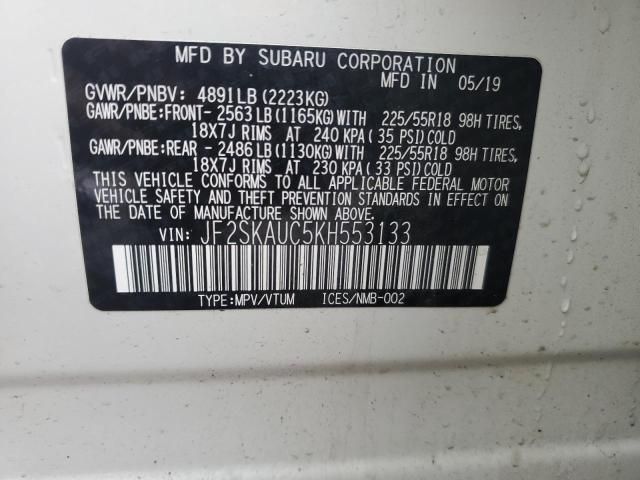 MFD BY SUBARU CORPORATION
MFD IN 05/19
GVWR/PNBV: 4891LB(2223KG)
GAWR/PNBE:FRONT- 2563LB(1165KG)WITH 225/55R18 98H TIRES,
18X7J RIMS AT 240 KPA( 35 PSI)COLD
GAWR/PNBE:REAR - 2486LB(1130KG)WITH 225/55R18 98H TIRES,
18X7J RIMS AT 230 KPA( 33 PSI)COLD
THIS VEHICLE CONFORMS TO ALL APPLICABLE FEDERAL MOTOR
VEHICLE SAFETY AND THEFT PREVENTION STANDARDS IN EFFECT
ON THE DATE OF MANUFACTURE SHOWN ABOVE.
VIN: JF2SKAUC5KH553133
TYPE:MPV/VTUM ICES/NMB-002